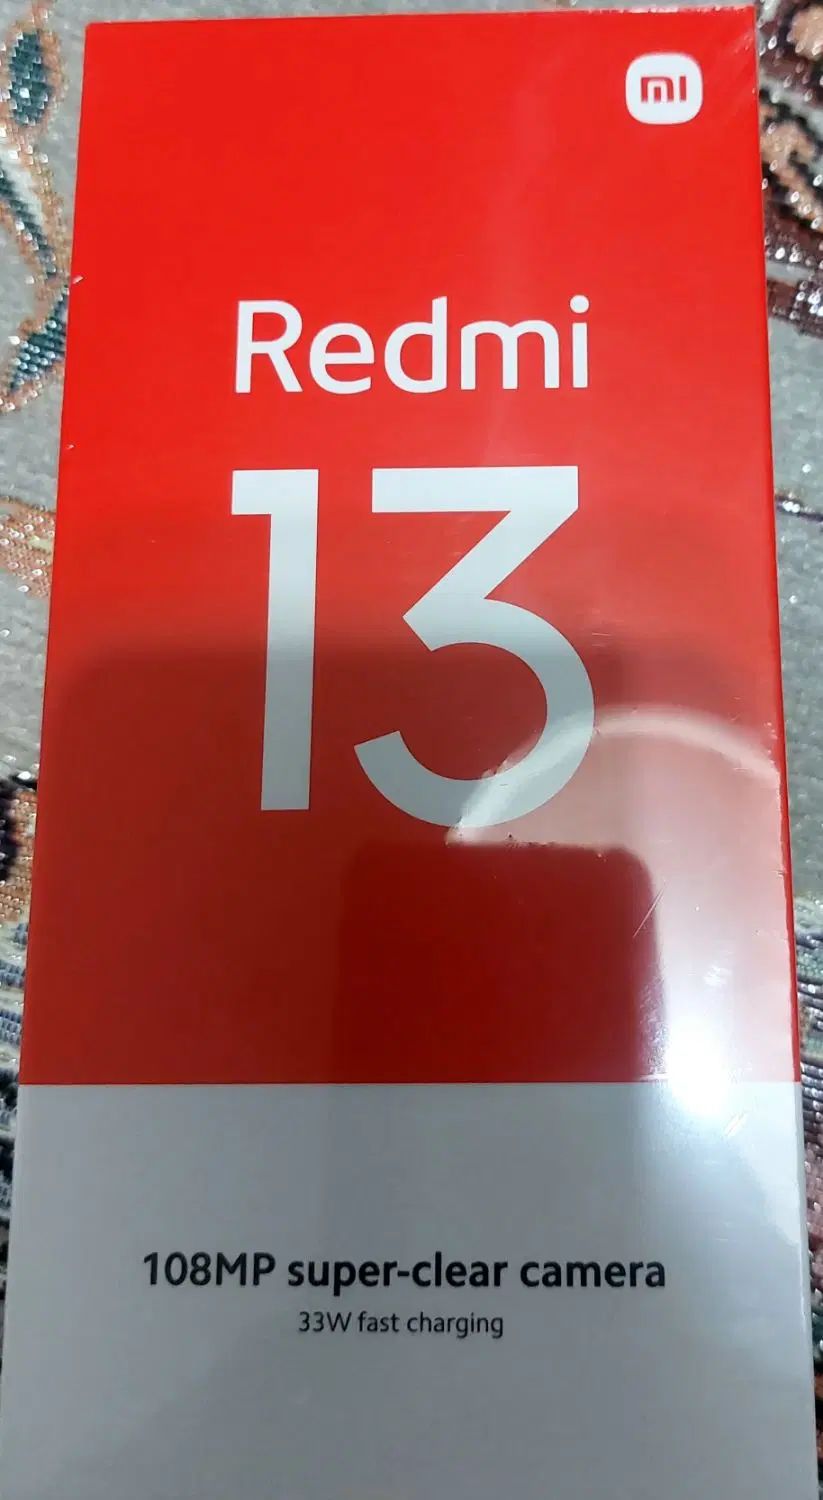 mi
Redmi
13
108MP super-clear camera
33W fast charging